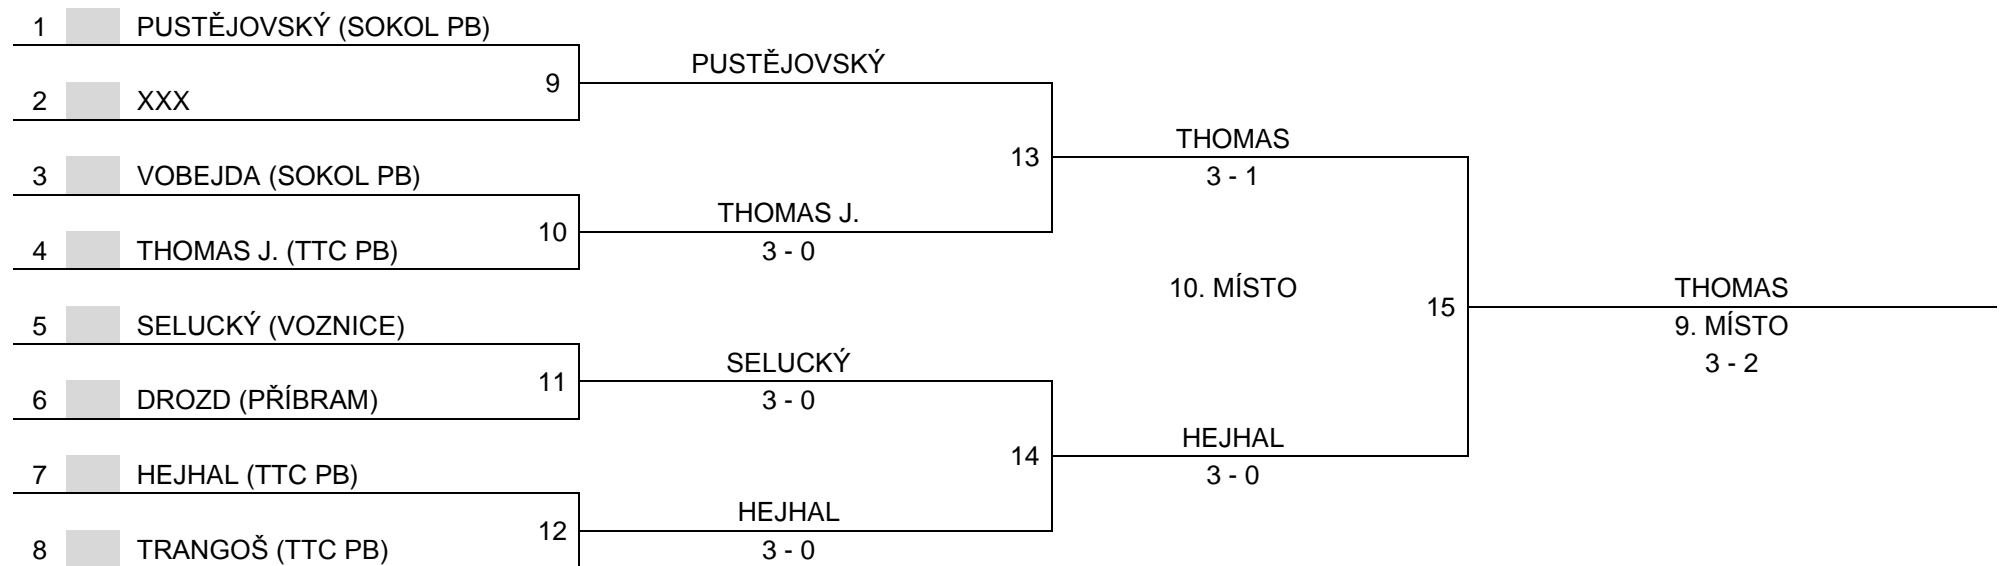 1 PUSTĚJOVSKÝ (SOKOL PB)
PUSTĚJOVSKÝ
9
2 XXX
THOMAS
13
3 VOBEJDA (SOKOL PB)
3 - 1
THOMAS J.
10
4 THOMAS J. (TTC PB)
3 - 0
10. MÍSTO
THOMAS
15
5 SELUCKÝ (VOZNICE)
9. MÍSTO
SELUCKÝ
3 - 2
11
6 DROZD (PŘÍBRAM)
3 - 0
HEJHAL
14
7 HEJHAL (TTC PB)
3 - 0
HEJHAL
12
8 TRANGOŠ (TTC PB)
3 - 0